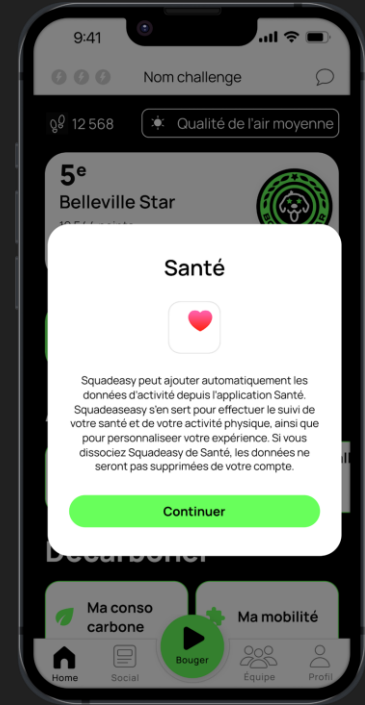 9:41
Nom challenge
12 568
Qualité de l'air moyenne
5e
Belleville Star
Santé
Squadeasy peut ajouter automatiquement les
données d'activité depuis l'application Santé.
Squadeaseasy s'en sert pour effectuer le suivi de
votre santé et de votre activité physique, ainsi que
pour personnaliseer votre expérience. Si vous
dissociez Squadeasy de Santé, les données ne
seront pas supprimées de votre compte.
Continuer
Ma conso
carbone
Ma mobilité
Home
Social
Bouger
Équipe
Profil